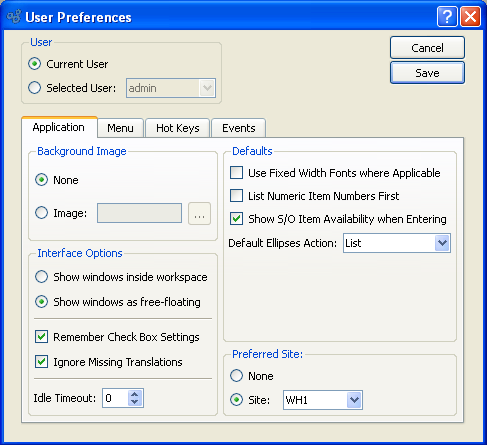 User Preferences
User
Current User
Selected User: admin
Cancel
Save
Application Menu Hot Keys Events
Background Image
None
Image: ...
Interface Options
Show windows inside workspace
Show windows as free-floating
Remember Check Box Settings
Ignore Missing Translations
Idle Timeout: 0
Defaults
Use Fixed Width Fonts where Applicable
List Numeric Item Numbers First
Show S/O Item Availability when Entering
Default Ellipses Action: List
Preferred Site:
None
Site: WH1